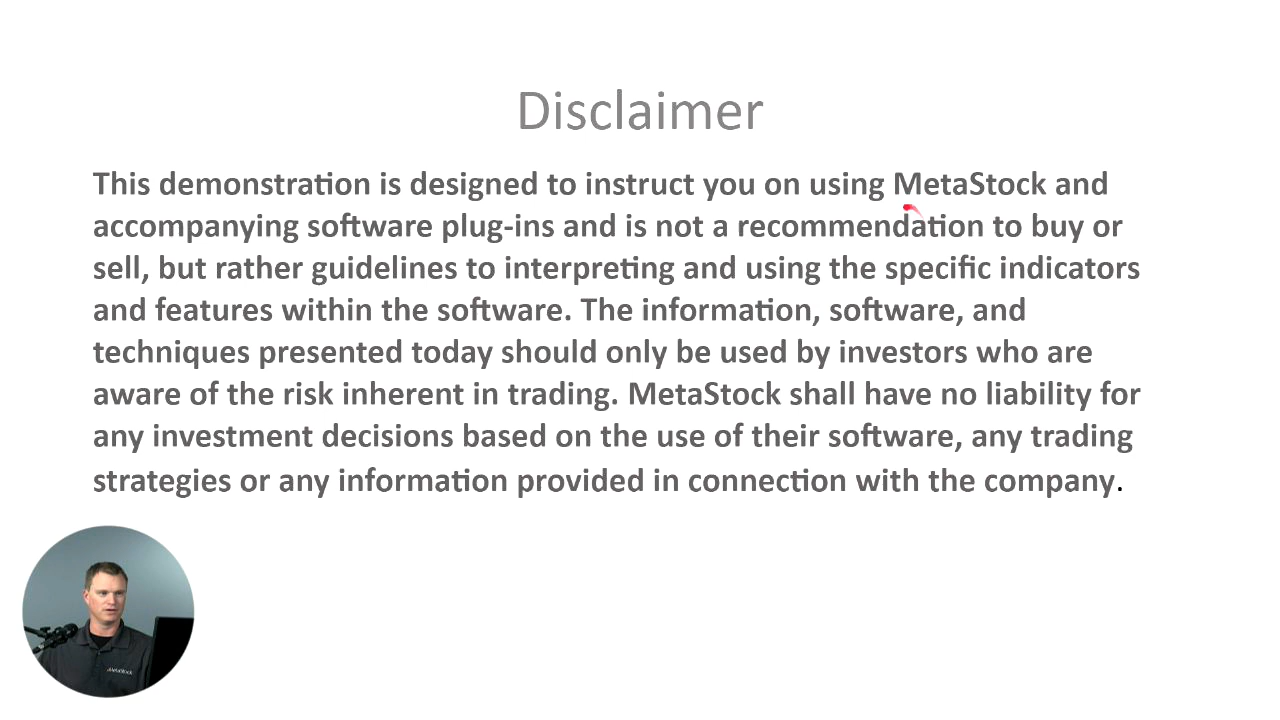 Disclaimer
This demonstration is designed to instruct you on using MetaStock and
accompanying software plug-ins and is not a recommendation to buy or
sell, but rather guidelines to interpreting and using the specific indicators
and features within the software. The information, software, and
techniques presented today should only be used by investors who are
aware of the risk inherent in trading. MetaStock shall have no liability for
any investment decisions based on the use of their software, any trading
strategies or any information provided in connection with the company.
MetaStock